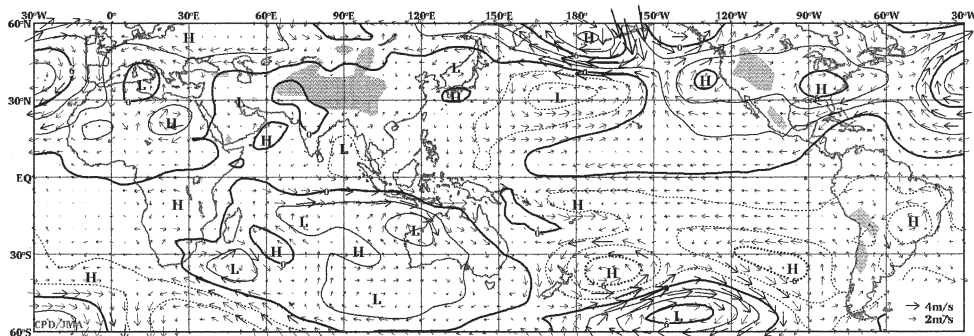 30°W 0° 30°E 60°E 90°E 120°E 150°E 180° 150°W 120°W 90°W 60°W 30°W
60°N
H H
L L H H
30°N H L L
H
H L
EQ
H H
L L H
30°S L H H H H
H
L L
CPD/JMA 4m/s
2m/s
60°S